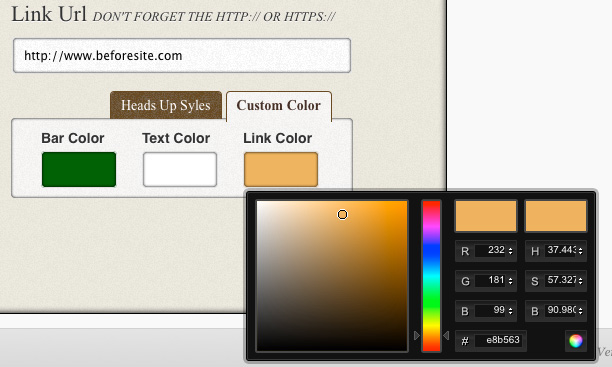 Link Url DON'T FORGET THE HTTP:// OR HTTPS://
http://www.beforesite.com
Heads Up Syles Custom Color
Bar Color Text Color Link Color
R 232 H 37.443
G 181 S 57.327
B 99 B 90.980
# e8b563